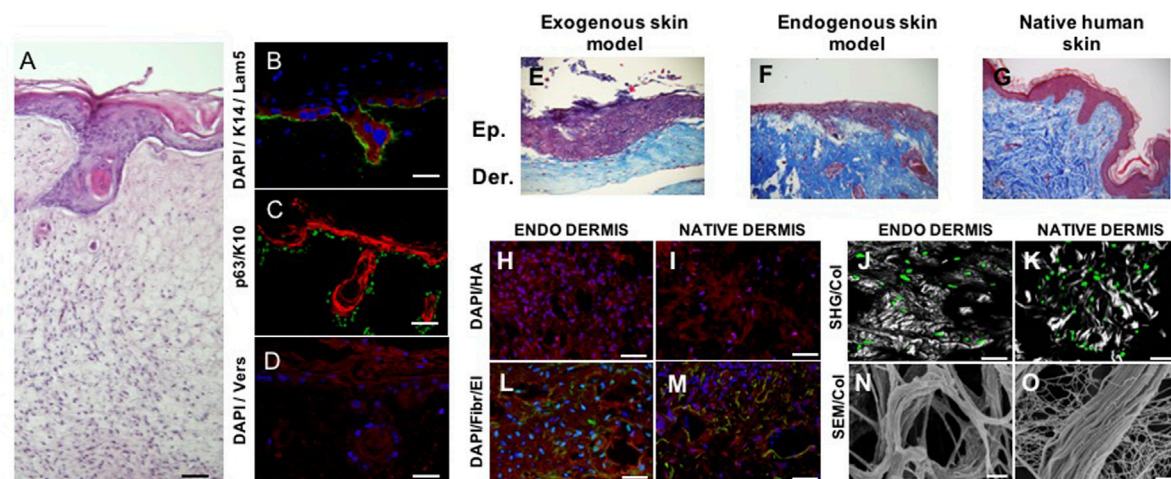 Exogenous skin
model
Endogenous skin
model
Native human
skin
A
B
DAPI / K14 / Lam5
C
p63/K10
D
DAPI / Vers
E
F
G
Ep.
Der.
ENDO DERMIS
NATIVE DERMIS
ENDO DERMIS
NATIVE DERMIS
H
I
DAPI/HA
J
K
SHG/Col
L
M
DAPI/Fibr/El
N
O
SEM/Col